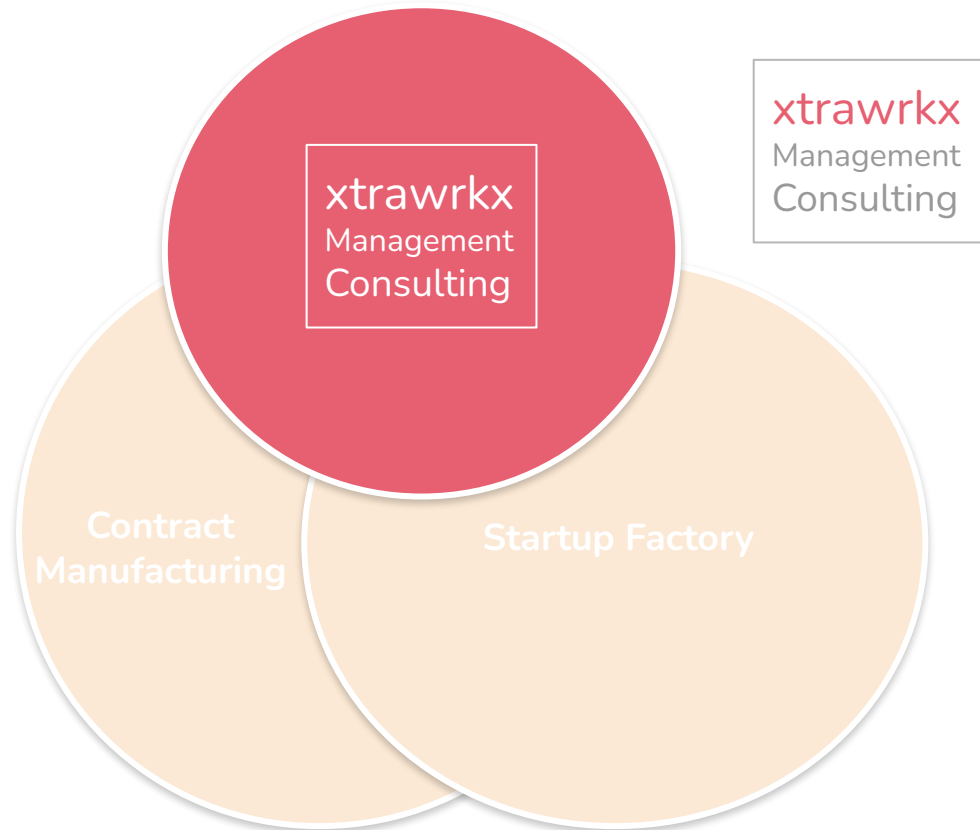 xtrawrkx
Management
Consulting
xtrawrkx
Management
Consulting
Contract
Manufacturing
Startup Factory